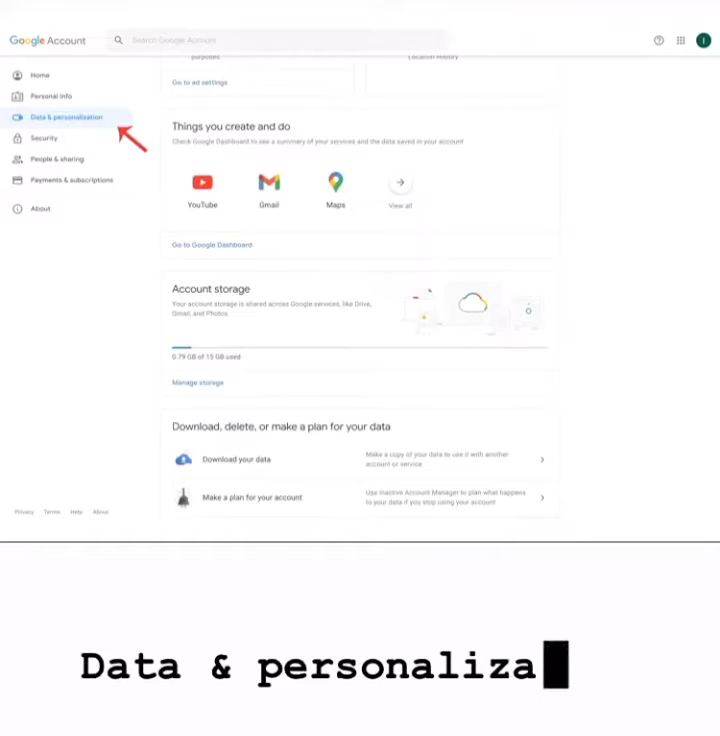 Google Account
Search Google Account
Home
Personal info
Data & personalization
Security
People & sharing
Payments & subscriptions
About
purposes
Location History
Go to ad settings
Things you create and do
Check Google Dashboard to see a summary of your services and the data saved in your account
YouTube
Gmail
Maps
View all
Go to Google Dashboard
Account storage
Your account storage is shared across Google services, like Drive,
Gmail, and Photos
0.79 GB of 15 GB used
Manage storage
Download, delete, or make a plan for your data
Download your data
Make a copy of your data to use it with another
account or service
Make a plan for your account
Use Inactive Account Manager to plan what happens
to your data if you stop using your account
Privacy Terms Help About
Data & personaliza